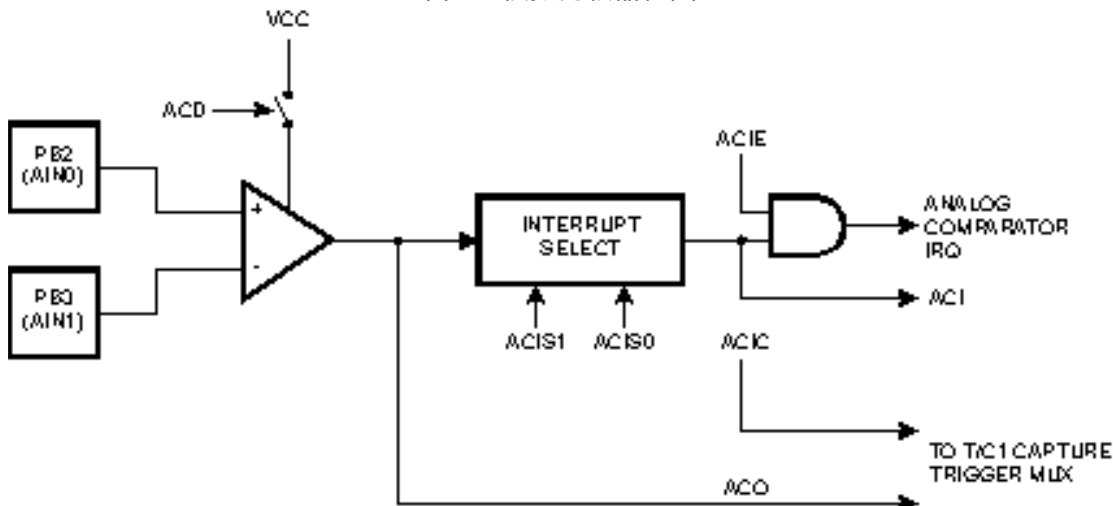 VCC
ACD
PB2
(AIN0)
ACIE
+
INTERRUPT
SELECT
ANALOG
COMPARATOR
IRQ
-
PB3
(AIN1)
ACI
ACIS1 ACIS0 ACIC
TO T/C1 CAPTURE
TRIGGER MUX
ACO